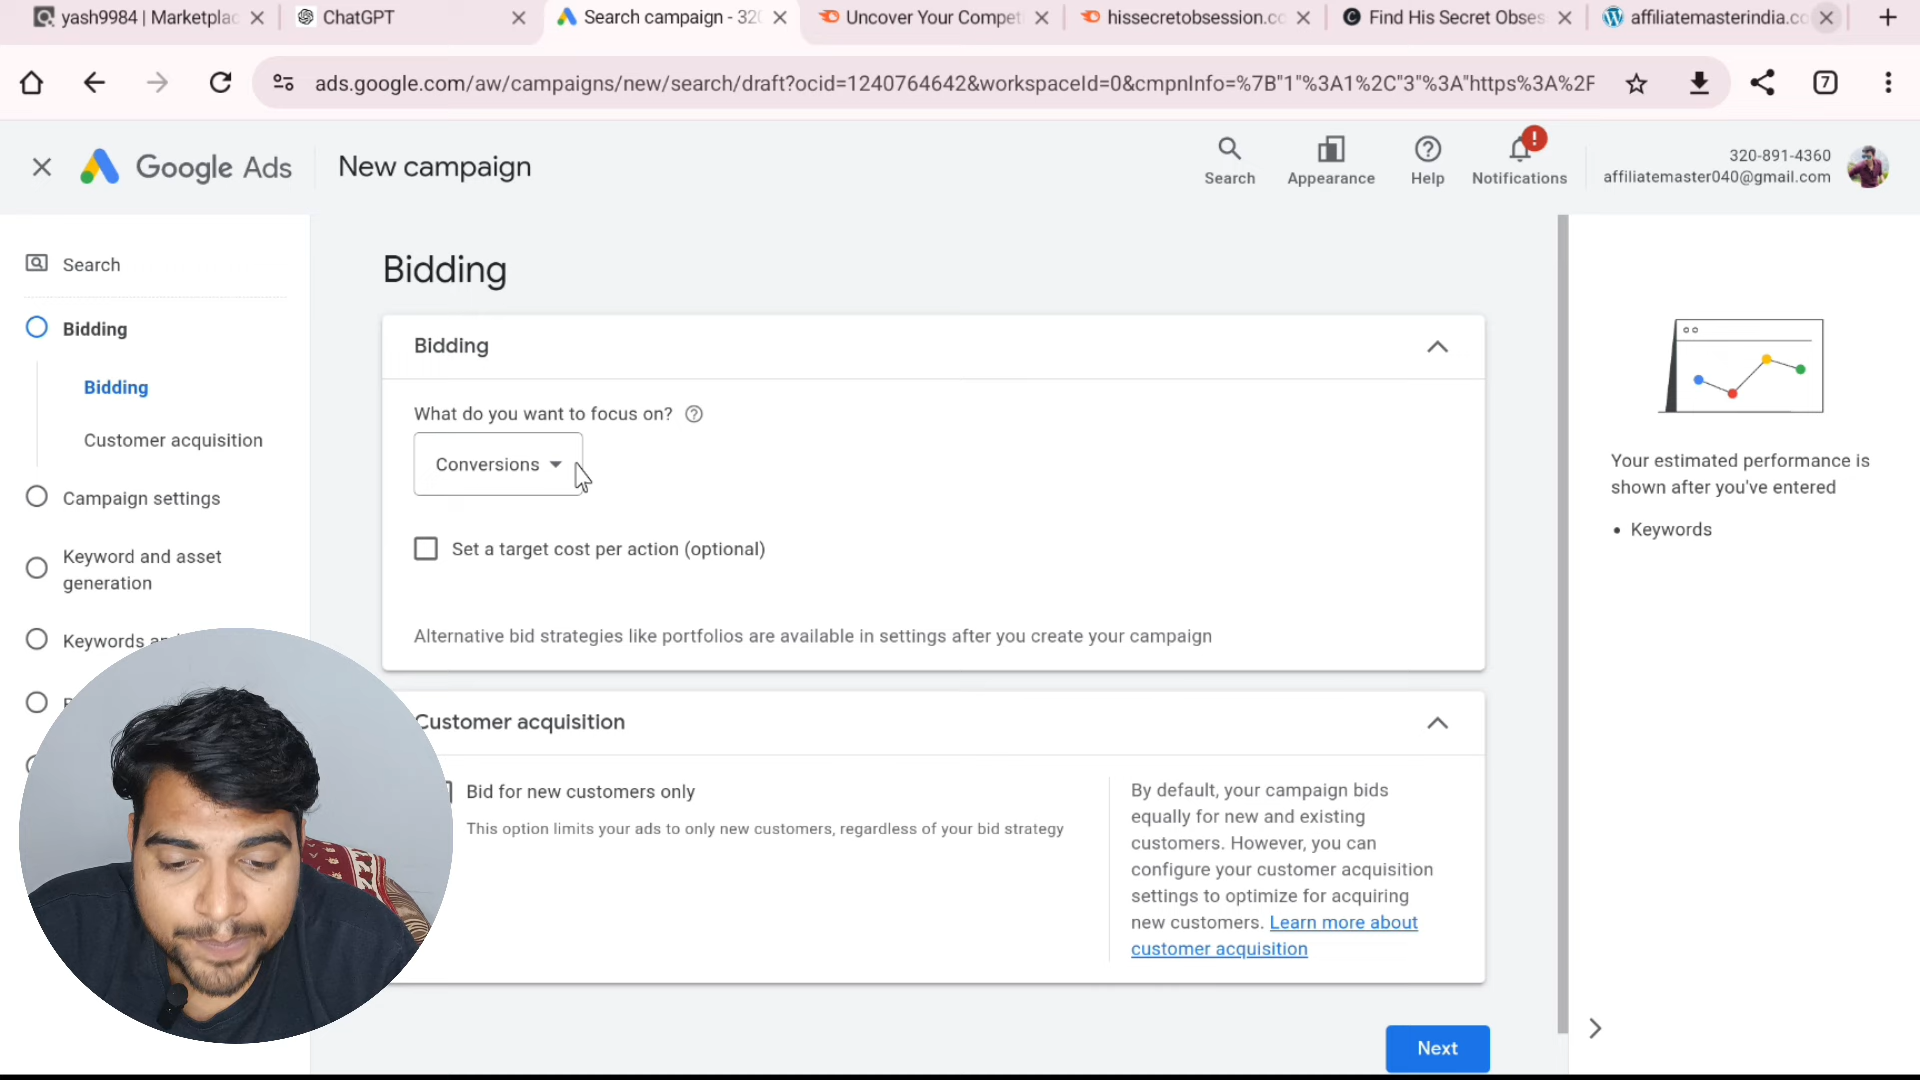 yash9984 | Marketplac
ChatGPT
Search campaign - 320
Uncover Your Competi
hissecretobsession.co
Find His Secret Obses
affiliatemasterindia.co
ads.google.com/aw/campaigns/new/search/draft?ocid=1240764642&workspaceId=0&cmpnInfo=%7B"1"%3A1%2C"3"%3A"https%3A%2F
7
Google Ads
New campaign
Search
Appearance
Help
Notifications
320-891-4360
affiliatemaster040@gmail.com
Search
Bidding
Bidding
Customer acquisition
Campaign settings
Keyword and asset
generation
Keywords
Bidding
Bidding
What do you want to focus on?
Conversions
Set a target cost per action (optional)
Alternative bid strategies like portfolios are available in settings after you create your campaign
Customer acquisition
Bid for new customers only
This option limits your ads to only new customers, regardless of your bid strategy
By default, your campaign bids
equally for new and existing
customers. However, you can
configure your customer acquisition
settings to optimize for acquiring
new customers. Learn more about
customer acquisition
Next
Your estimated performance is
shown after you've entered
• Keywords